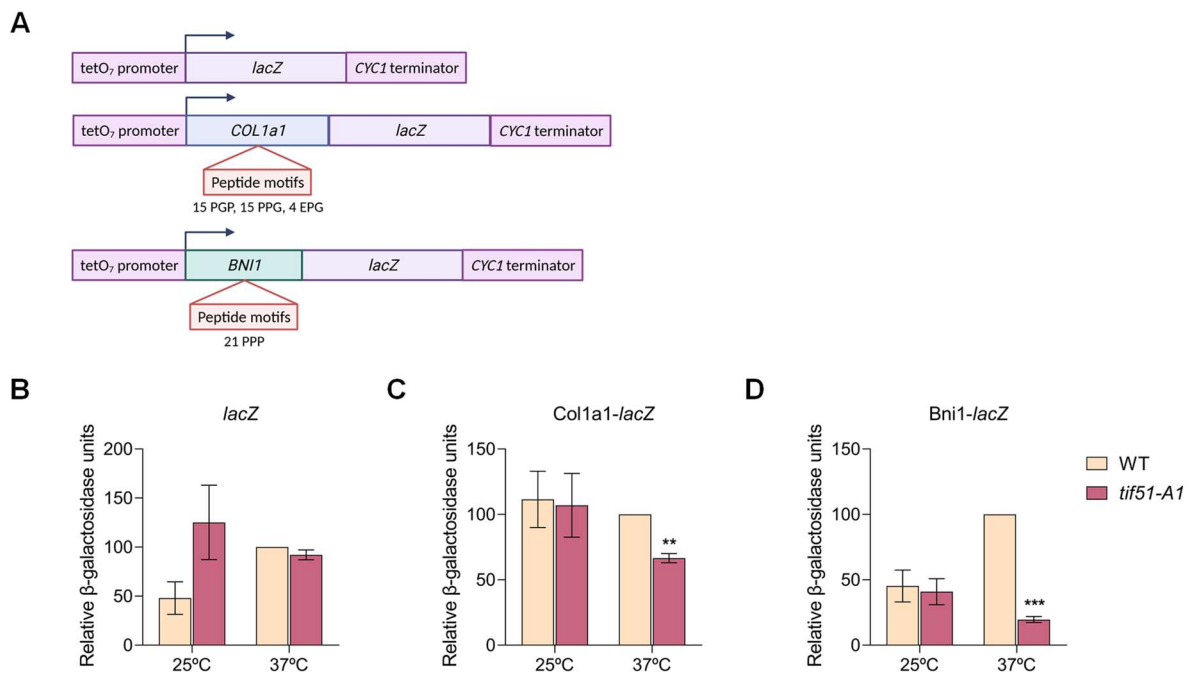 A
tetO₇ promoter lacZ CYC1 terminator
tetO₇ promoter COL1a1 lacZ CYC1 terminator
Peptide motifs
15 PGP, 15 PPG, 4 EPG
tetO₇ promoter BNI1 lacZ CYC1 terminator
Peptide motifs
21 PPP
B
lacZ
Relative β-galactosidase units
200
150
100
50
0
25ºC 37ºC
C
Col1a1-lacZ
Relative β-galactosidase units
150
100
50
0
**
25ºC 37ºC
D
Bni1-lacZ
Relative β-galactosidase units
150
100
50
0
***
25ºC 37ºC
WT
tif51-A1